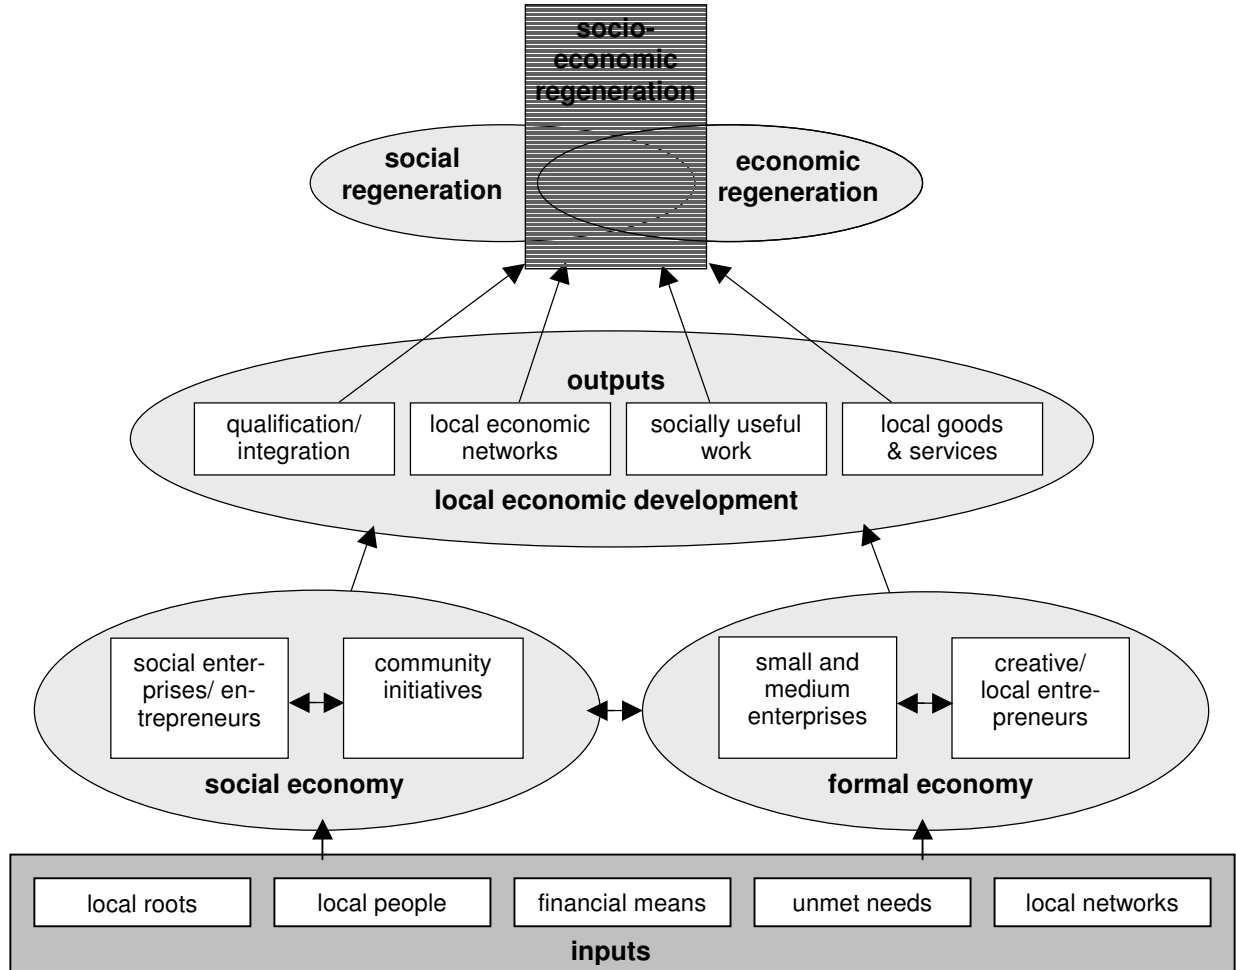 socio-
economic
regeneration
social
regeneration
economic
regeneration
outputs
qualification/
integration
local economic
networks
socially useful
work
local goods
& services
local economic development
social enter-
prises/ en-
trepreneurs
community
initiatives
social economy
small and
medium
enterprises
creative/
local entre-
preneurs
formal economy
local roots
local people
financial means
unmet needs
local networks
inputs